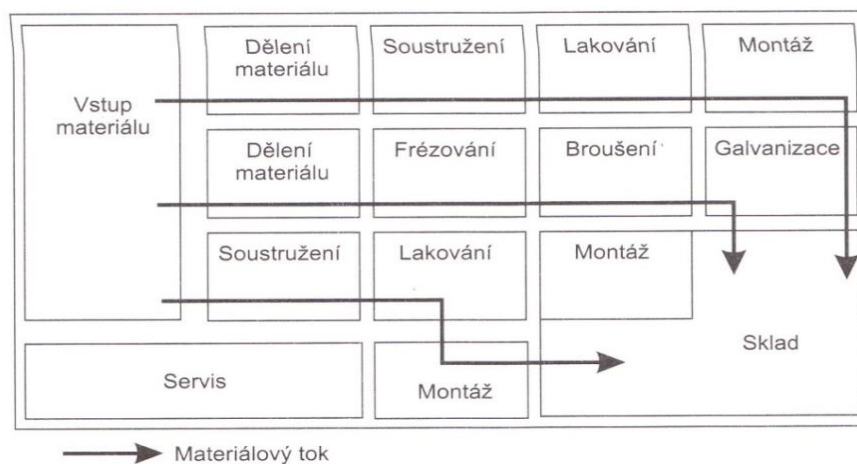 Vstup
materiálu
Dělení
materiálu
Soustružení
Lakování
Montáž
Dělení
materiálu
Frézování
Broušení
Galvanizace
Soustružení
Lakování
Montáž
Sklad
Servis
Montáž
Materiálový tok